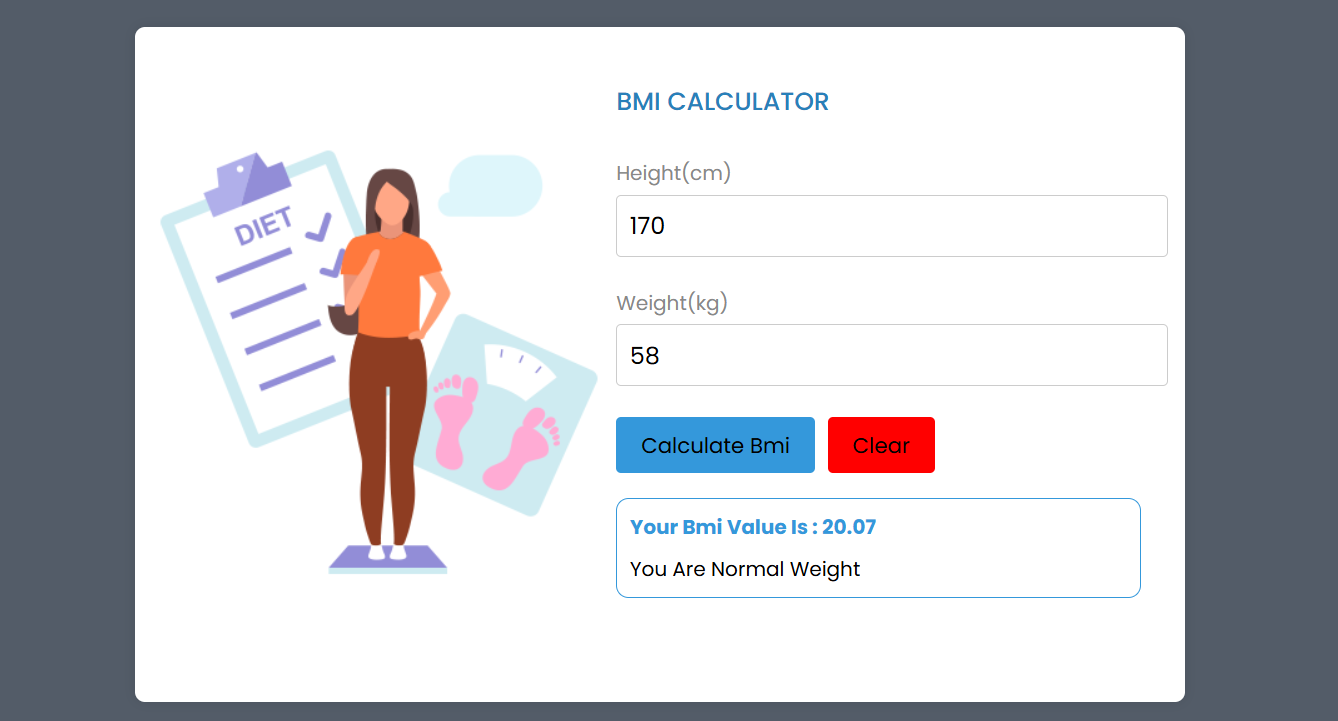 BMI CALCULATOR
DIET
Height(cm)
170
Weight(kg)
58
Calculate Bmi
Clear
Your Bmi Value Is : 20.07
You Are Normal Weight